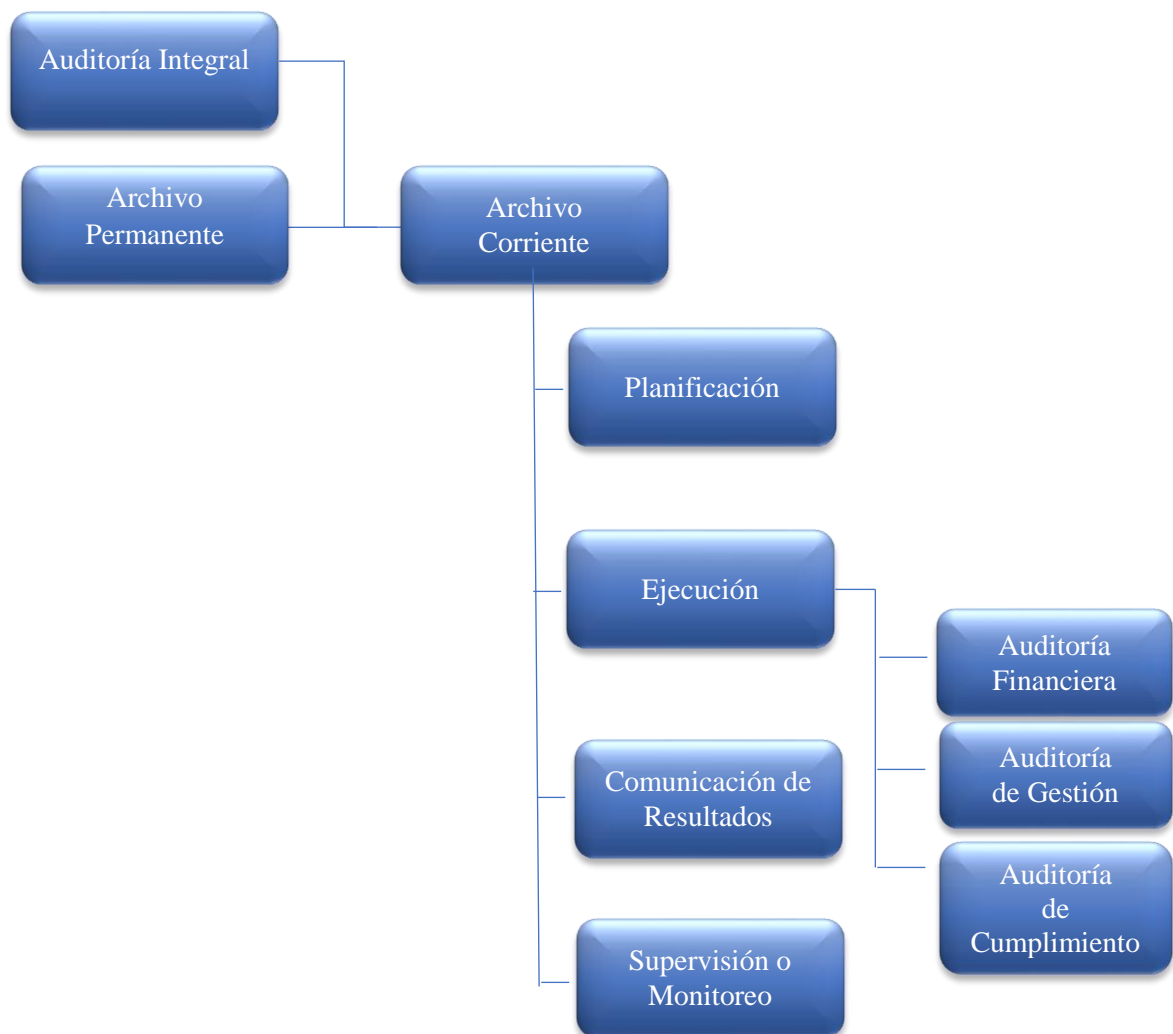 Auditoría Integral
Archivo
Permanente
Archivo
Corriente
Planificación
Ejecución
Auditoría
Financiera
Auditoría
de Gestión
Auditoría
de
Cumplimiento
Comunicación de
Resultados
Supervisión o
Monitoreo